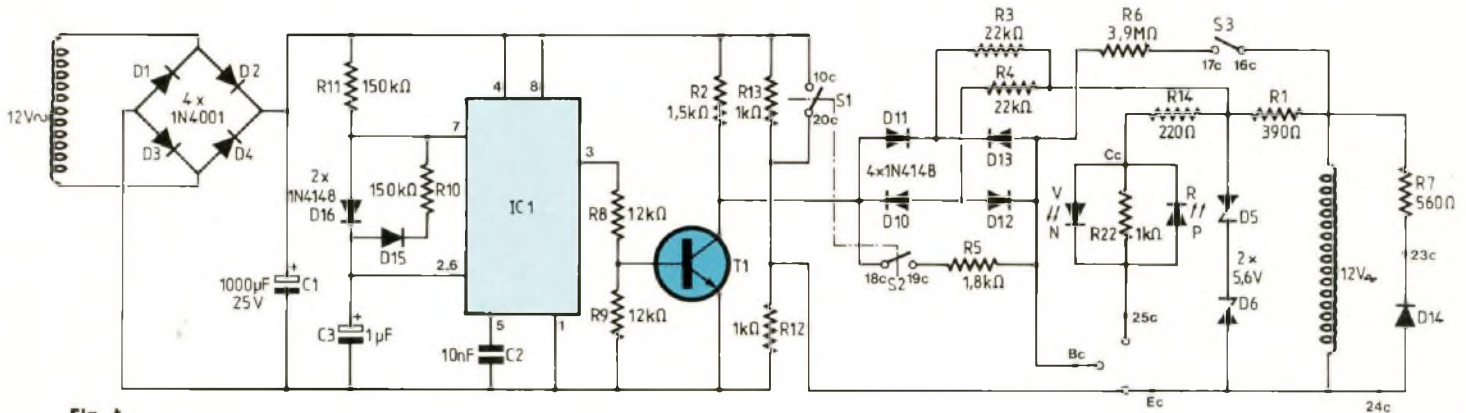 12V~
D1
D2
4 x
1N4001
D3
D4
1000µF
25V
+
C1
R11
150kΩ
2x
1N4148
D16
150kΩ
R10
D15
C3
+
1µF
4
8
7
3
IC 1
2.6
5
1
10nF
C2
R8
12kΩ
R9
12kΩ
T1
R2
1,5kΩ
R13
1kΩ
10c
S1
20c
1kΩ
R12
R3
22kΩ
R4
22kΩ
D11
D13
4x1N4148
D10
D12
18c
19c
S2
R5
1,8kΩ
R6
3,9MΩ
S3
17c
16c
R14
220Ω
R1
390Ω
Cc
V
N
R22
1kΩ
R
P
D5
2 x
5,6V
D6
25c
Bc
Ec
12V~
R7
560Ω
23c
D14
24c